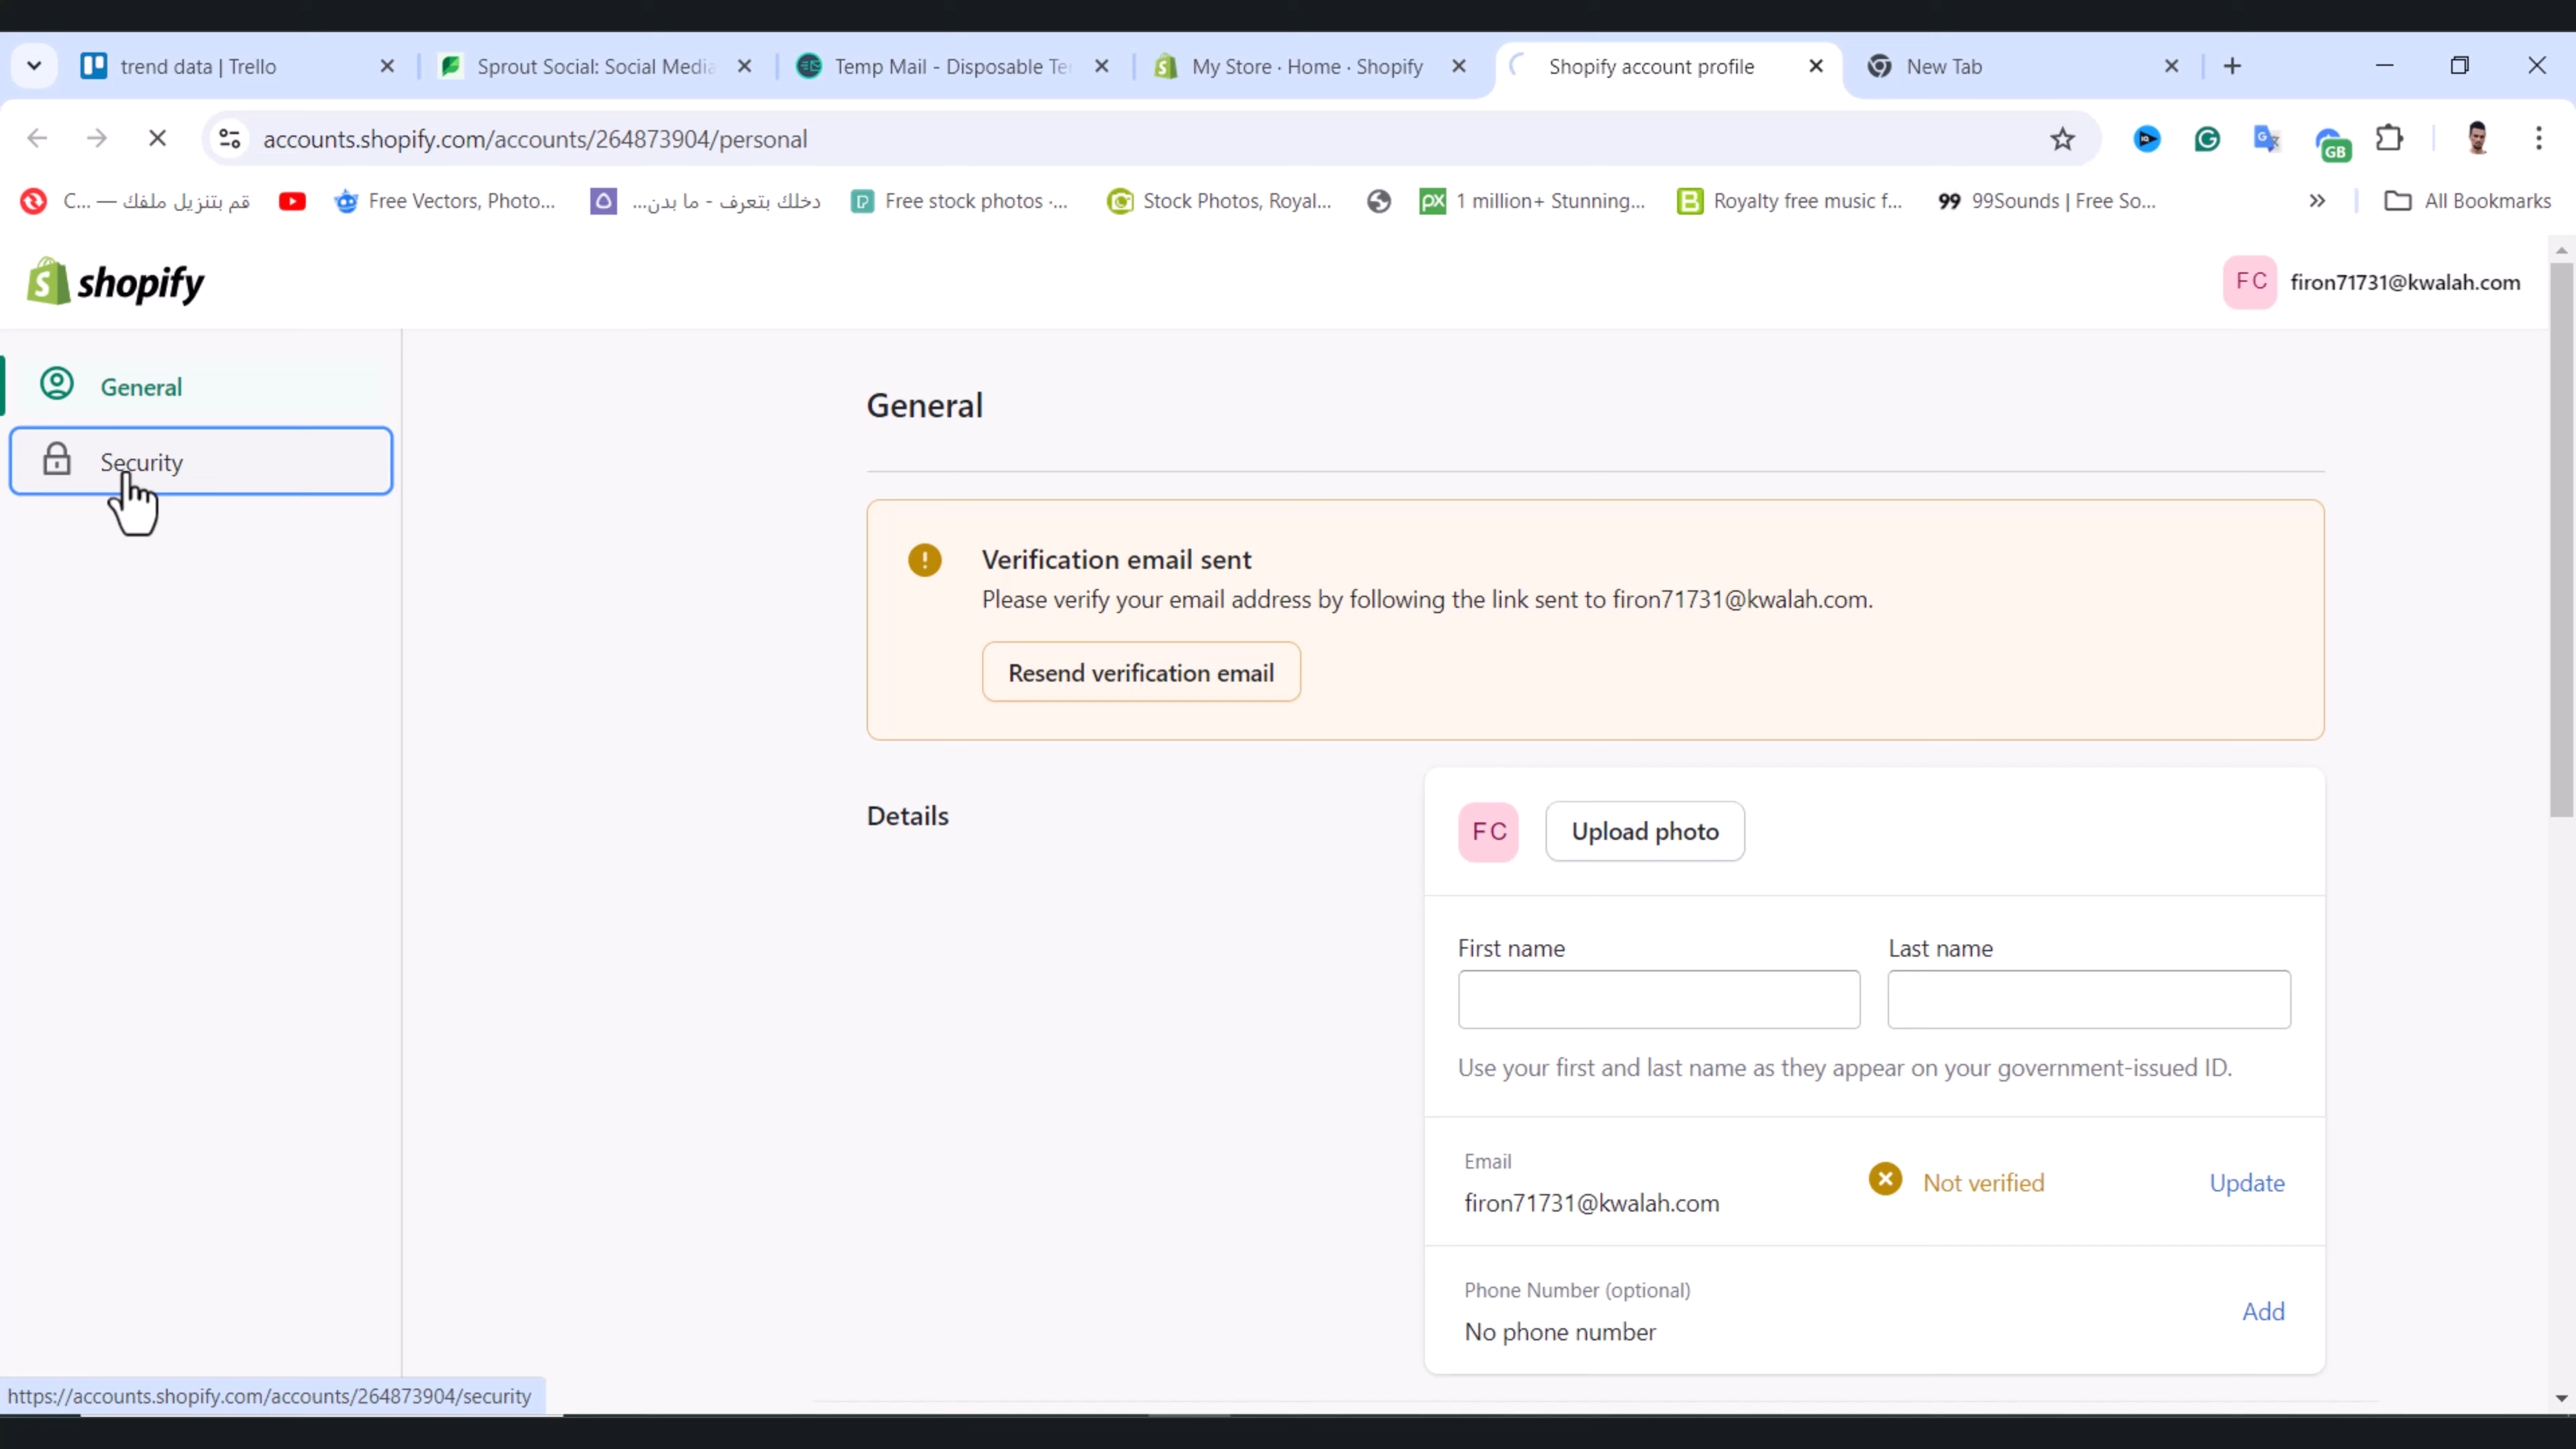 trend data | Trello
Sprout Social: Social Media
Temp Mail - Disposable Te
My Store · Home · Shopify
Shopify account profile
New Tab
accounts.shopify.com/accounts/264873904/personal
GB
C... — قم بتنزيل ملفك
Free Vectors, Photo...
دخلك بتعرف - ما بدن...
Free stock photos ·...
Stock Photos, Royal...
1 million+ Stunning...
Royalty free music f...
99 99Sounds | Free So...
All Bookmarks
shopify
FC firon71731@kwalah.com
General
Security
General
Verification email sent
Please verify your email address by following the link sent to firon71731@kwalah.com.
Resend verification email
Details
FC Upload photo
First name
Last name
Use your first and last name as they appear on your government-issued ID.
Email
firon71731@kwalah.com
Not verified
Update
Phone Number (optional)
No phone number
Add
https://accounts.shopify.com/accounts/264873904/security